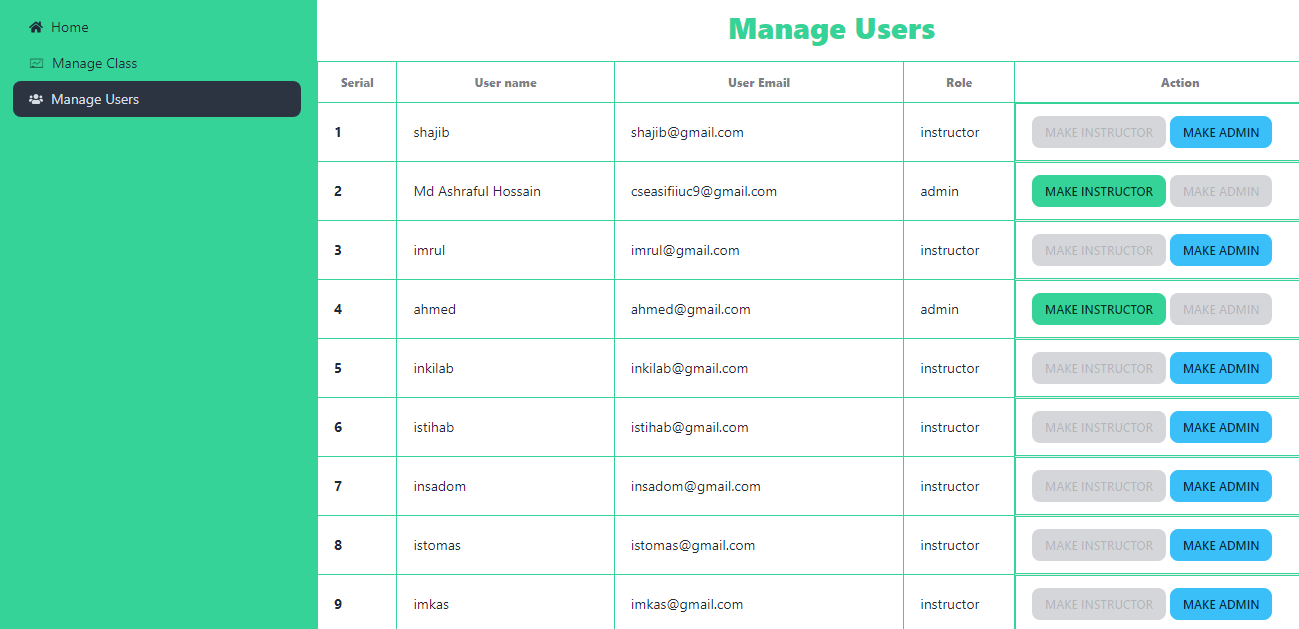 Home
Manage Class
Manage Users
Manage Users
Serial User name User Email Role Action
1 shajib shajib@gmail.com instructor MAKE INSTRUCTOR MAKE ADMIN
2 Md Ashraful Hossain cseasifiiuc9@gmail.com admin MAKE INSTRUCTOR MAKE ADMIN
3 imrul imrul@gmail.com instructor MAKE INSTRUCTOR MAKE ADMIN
4 ahmed ahmed@gmail.com admin MAKE INSTRUCTOR MAKE ADMIN
5 inkilab inkilab@gmail.com instructor MAKE INSTRUCTOR MAKE ADMIN
6 istihab istihab@gmail.com instructor MAKE INSTRUCTOR MAKE ADMIN
7 insadom insadom@gmail.com instructor MAKE INSTRUCTOR MAKE ADMIN
8 istomas istomas@gmail.com instructor MAKE INSTRUCTOR MAKE ADMIN
9 imkas imkas@gmail.com instructor MAKE INSTRUCTOR MAKE ADMIN